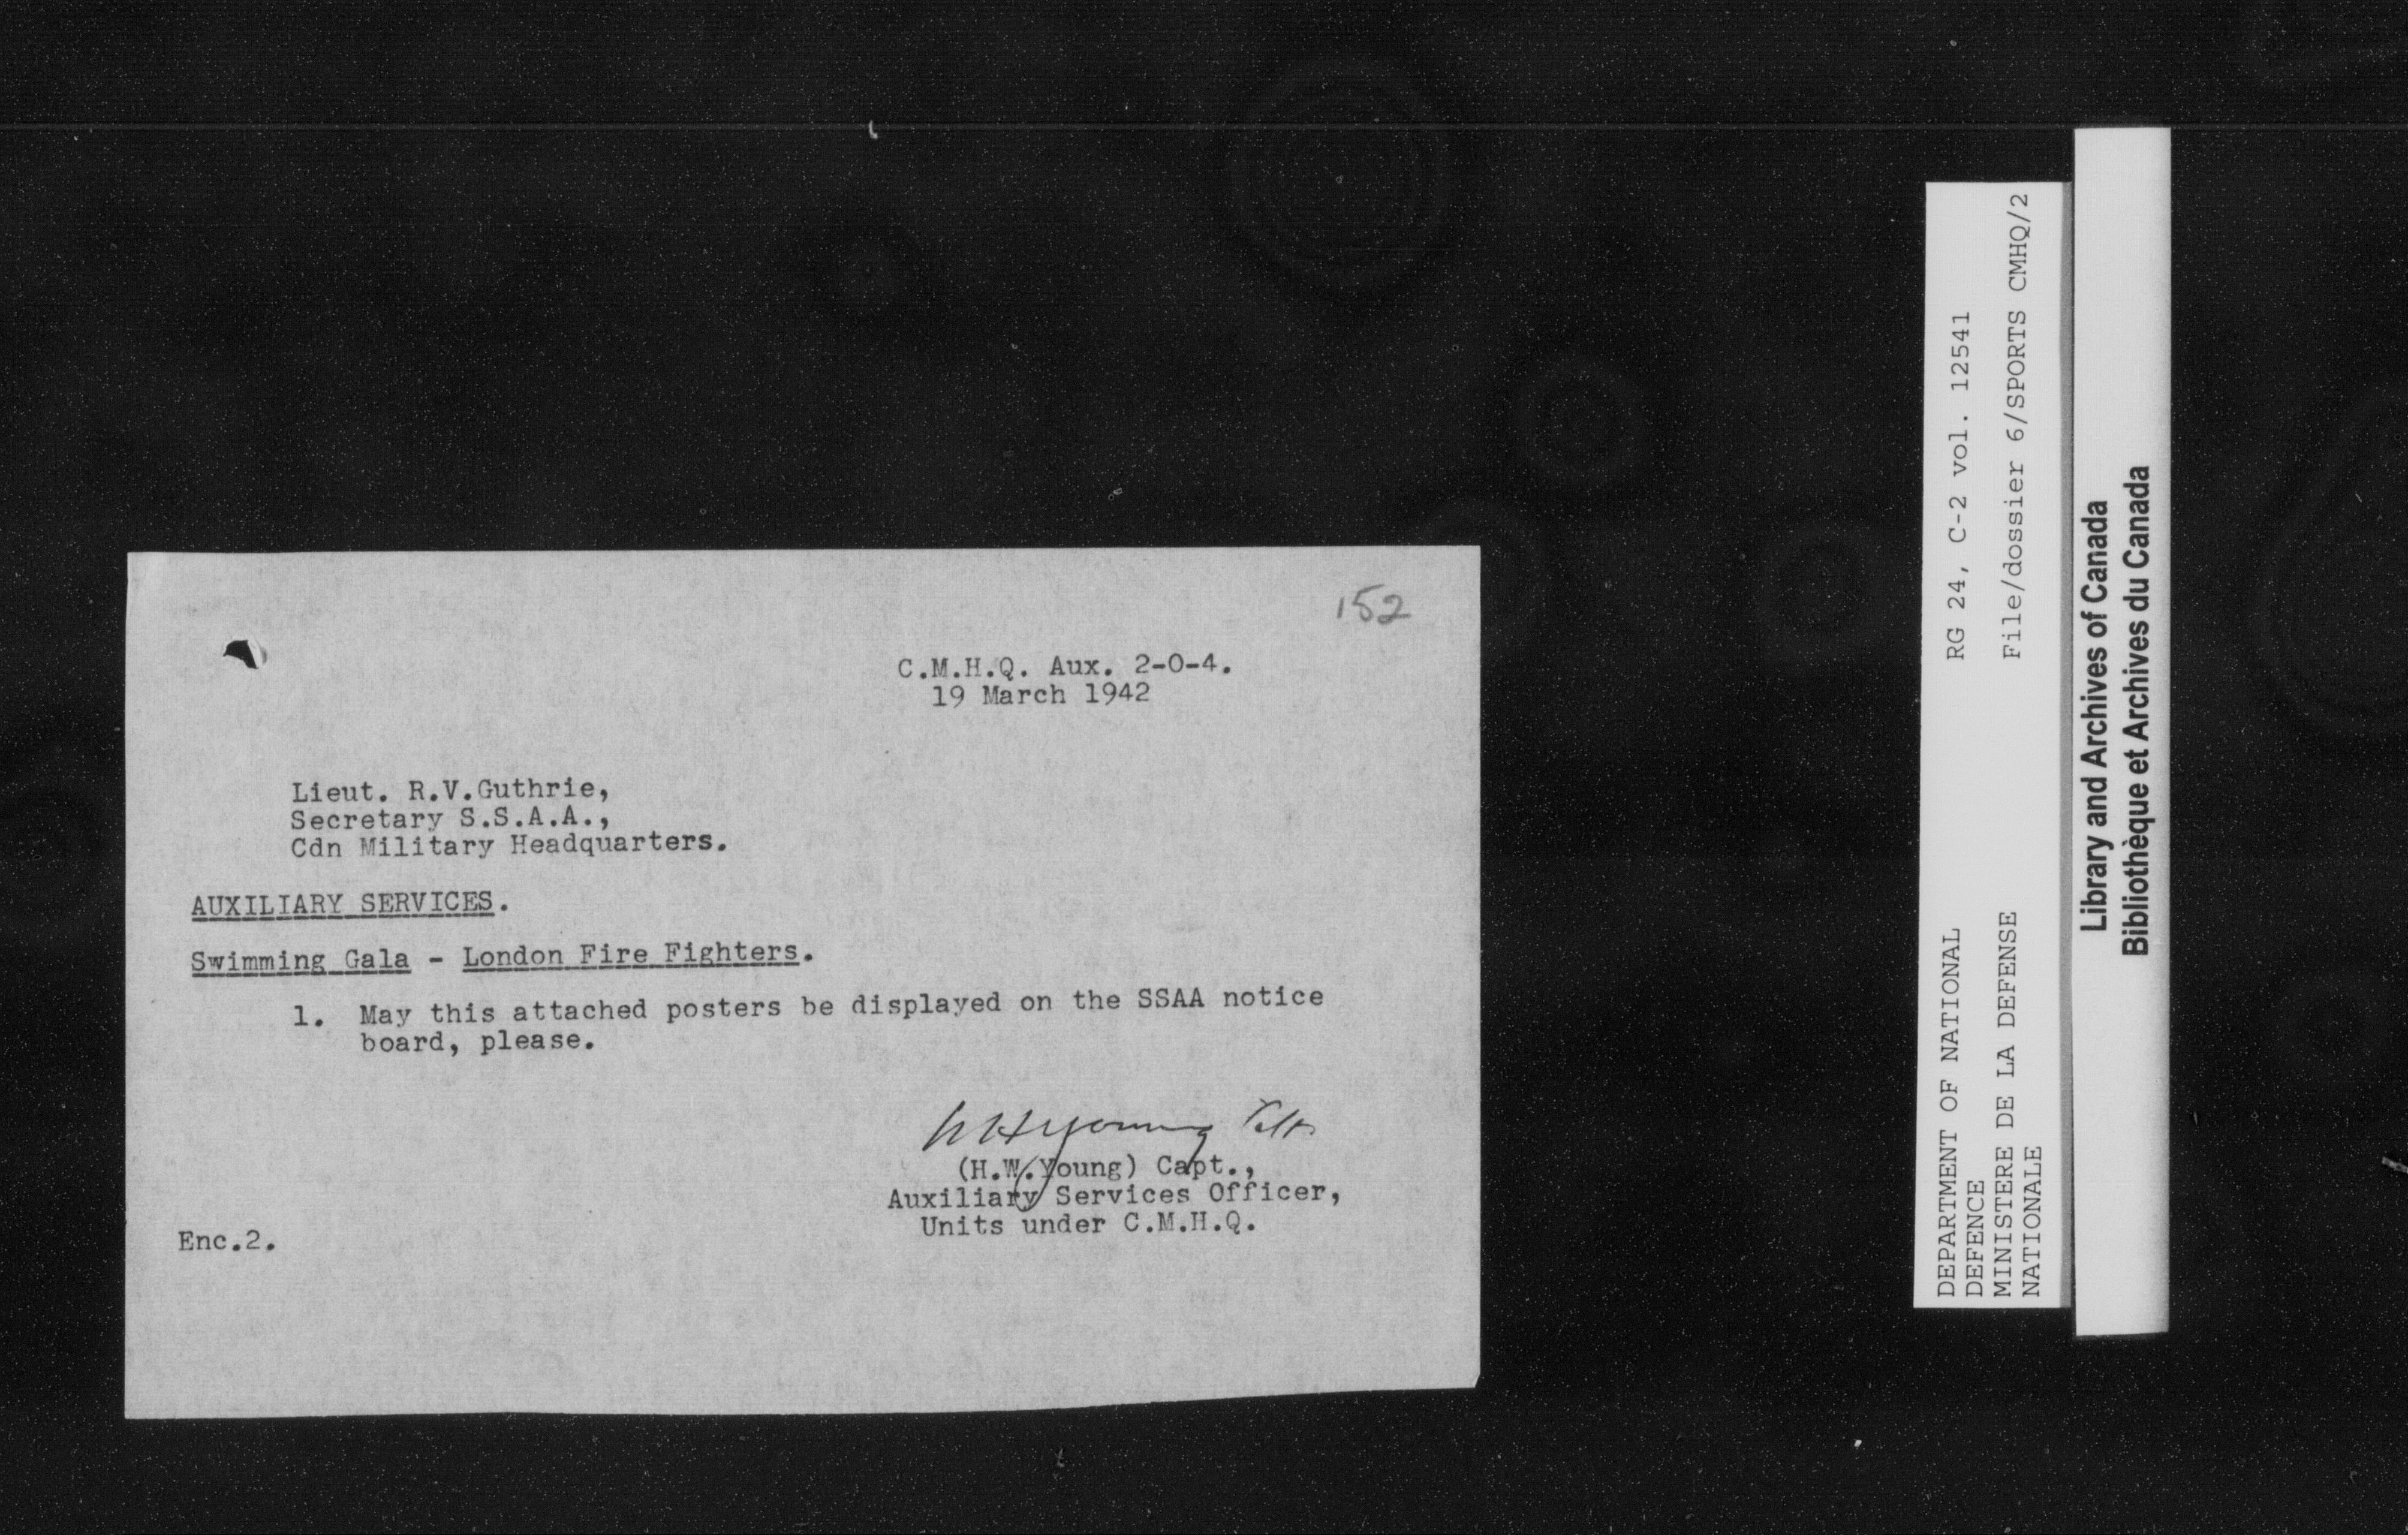 152
C.M.H.Q. Aux. 2-0-4.
19 March 1942
Lieut. R.V.Guthrie,
Secretary S.S.A.A.,
Cdn Military Headquarters.
AUXILIARY SERVICES.
Swimming Gala - London Fire Fighters.
1. May this attached posters be displayed on the SSAA notice
board, please.
(H.W.Young) Capt.,
Auxiliary Services Officer,
Units under C.M.H.Q.
Enc.2.
DEPARTMENT OF NATIONAL
DEFENCE
MINISTERE DE LA DEFENSE
NATIONALE
RG 24, C-2 vol. 12541
File/dossier 6/SPORTS CMHQ/2
Library and Archives of Canada
Bibliothèque et Archives du Canada